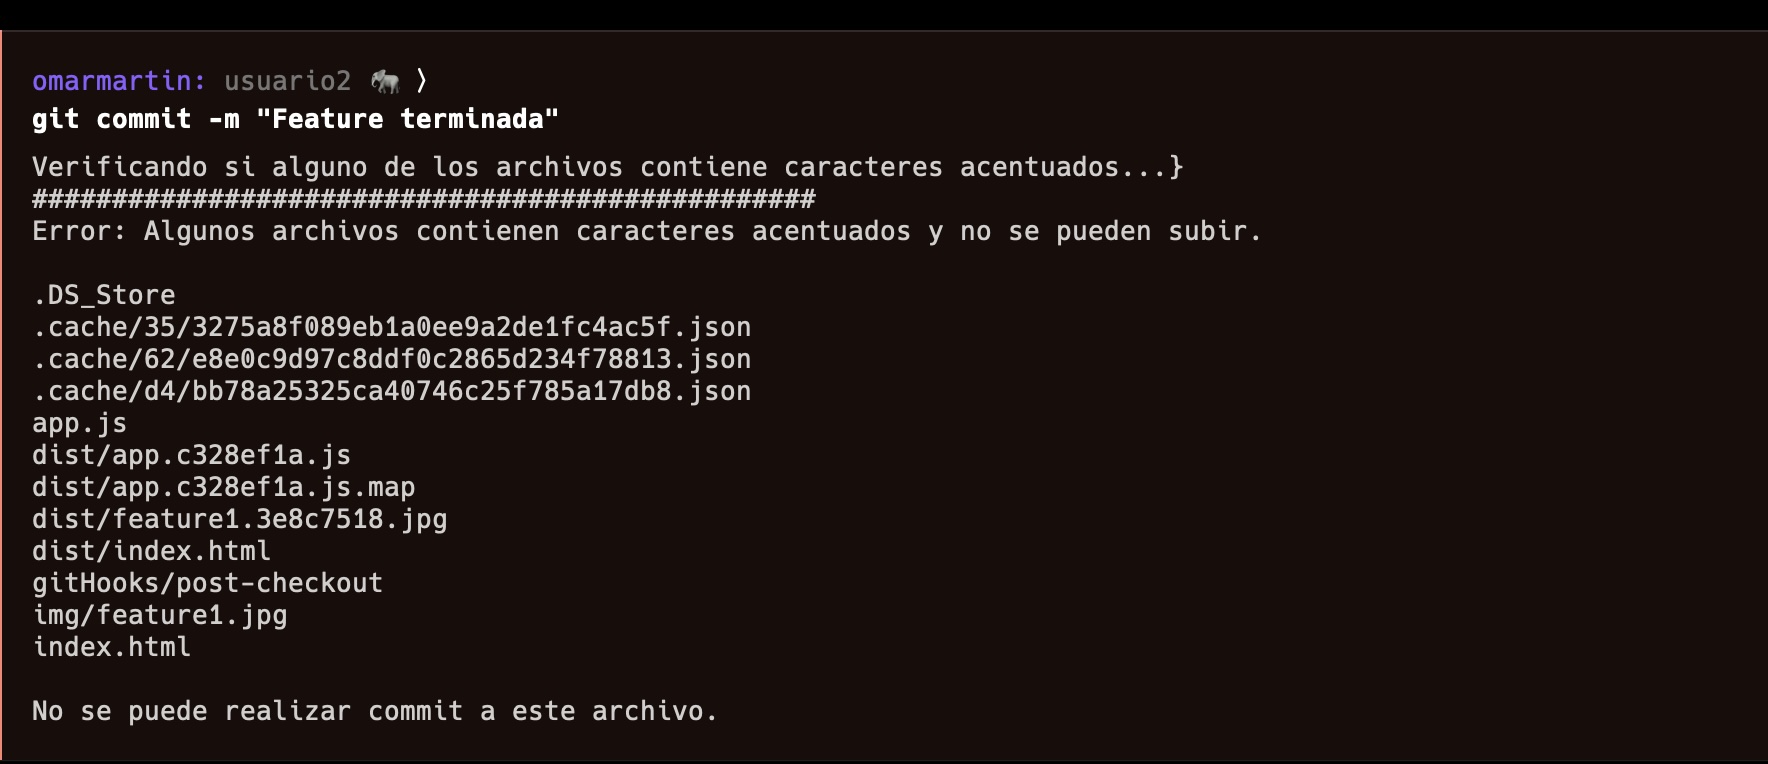 omarmartin: usuario2 🐘 ⟩
git commit -m "Feature terminada"
Verificando si alguno de los archivos contiene caracteres acentuados...}
#################################################
Error: Algunos archivos contienen caracteres acentuados y no se pueden subir.
.DS_Store
.cache/35/3275a8f089eb1a0ee9a2de1fc4ac5f.json
.cache/62/e8e0c9d97c8ddf0c2865d234f78813.json
.cache/d4/bb78a25325ca40746c25f785a17db8.json
app.js
dist/app.c328ef1a.js
dist/app.c328ef1a.js.map
dist/feature1.3e8c7518.jpg
dist/index.html
gitHooks/post-checkout
img/feature1.jpg
index.html
No se puede realizar commit a este archivo.